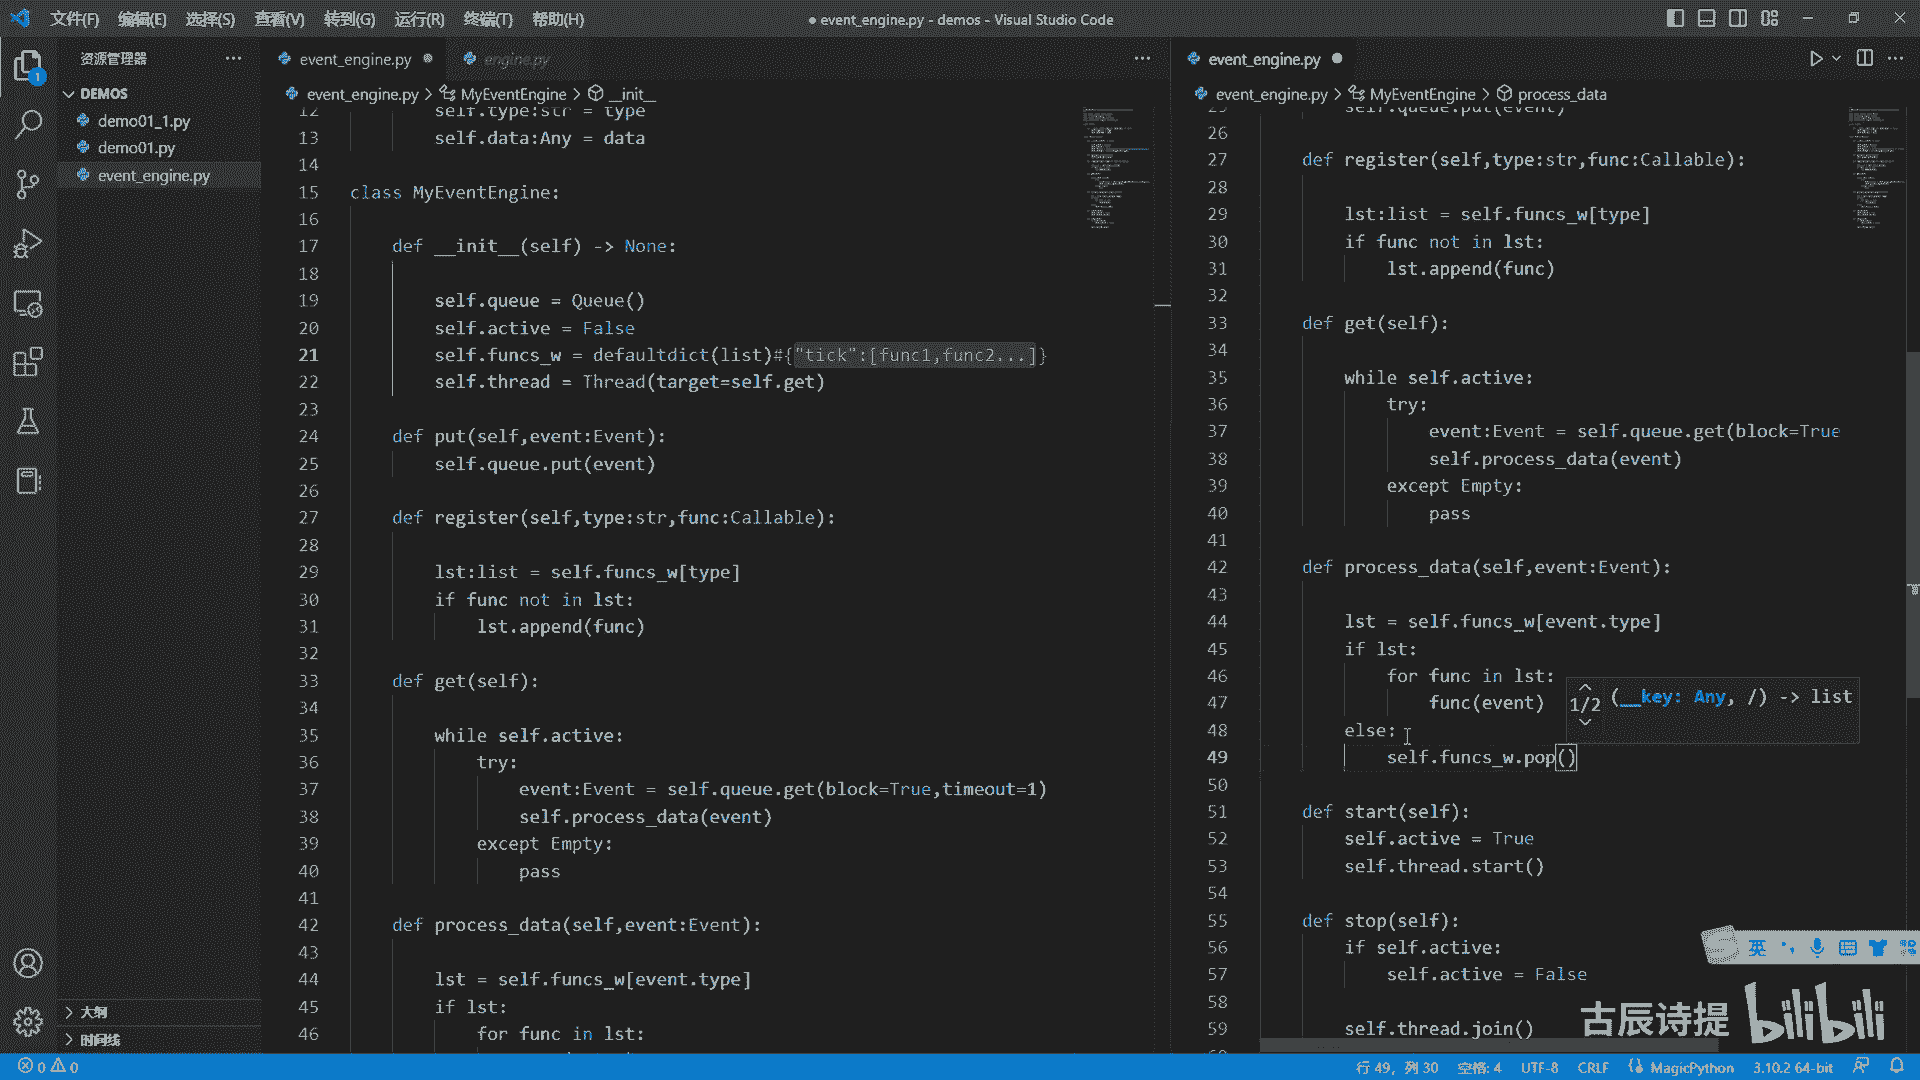 文件(F) 编辑(E) 选择(S) 查看(V) 转到(G) 运行(R) 终端(T) 帮助(H)
● event_engine.py - demos - Visual Studio Code
资源管理器
DEMOS
demo01_1.py
demo01.py
event_engine.py
大纲
时间线
event_engine.py
engine.py
event_engine.py > MyEventEngine > __init__
12 self.type:str = type
13 self.data:Any = data
14
15 class MyEventEngine:
16
17 def __init__(self) -> None:
18
19 self.queue = Queue()
20 self.active = False
21 self.funcs_w = defaultdict(list)#{"tick":[func1,func2...]}
22 self.thread = Thread(target=self.get)
23
24 def put(self,event:Event):
25 self.queue.put(event)
26
27 def register(self,type:str,func:Callable):
28
29 lst:list = self.funcs_w[type]
30 if func not in lst:
31 lst.append(func)
32
33 def get(self):
34
35 while self.active:
36 try:
37 event:Event = self.queue.get(block=True,timeout=1)
38 self.process_data(event)
39 except Empty:
40 pass
41
42 def process_data(self,event:Event):
43
44 lst = self.funcs_w[event.type]
45 if lst:
46 for func in lst:
event_engine.py
event_engine.py > MyEventEngine > process_data
25 self.queue.put(event)
26
27 def register(self,type:str,func:Callable):
28
29 lst:list = self.funcs_w[type]
30 if func not in lst:
31 lst.append(func)
32
33 def get(self):
34
35 while self.active:
36 try:
37 event:Event = self.queue.get(block=True
38 self.process_data(event)
39 except Empty:
40 pass
41
42 def process_data(self,event:Event):
43
44 lst = self.funcs_w[event.type]
45 if lst:
46 for func in lst:
47 func(event)
1/2 (__key: Any, /) -> list
48 else:
49 self.funcs_w.pop()
50
51 def start(self):
52 self.active = True
53 self.thread.start()
54
55 def stop(self):
56 if self.active:
57 self.active = False
58
59 self.thread.join()
英
古辰诗提 bilibili
0 0
行 49，列 30 空格: 4 UTF-8 CRLF MagicPython 3.10.2 64-bit